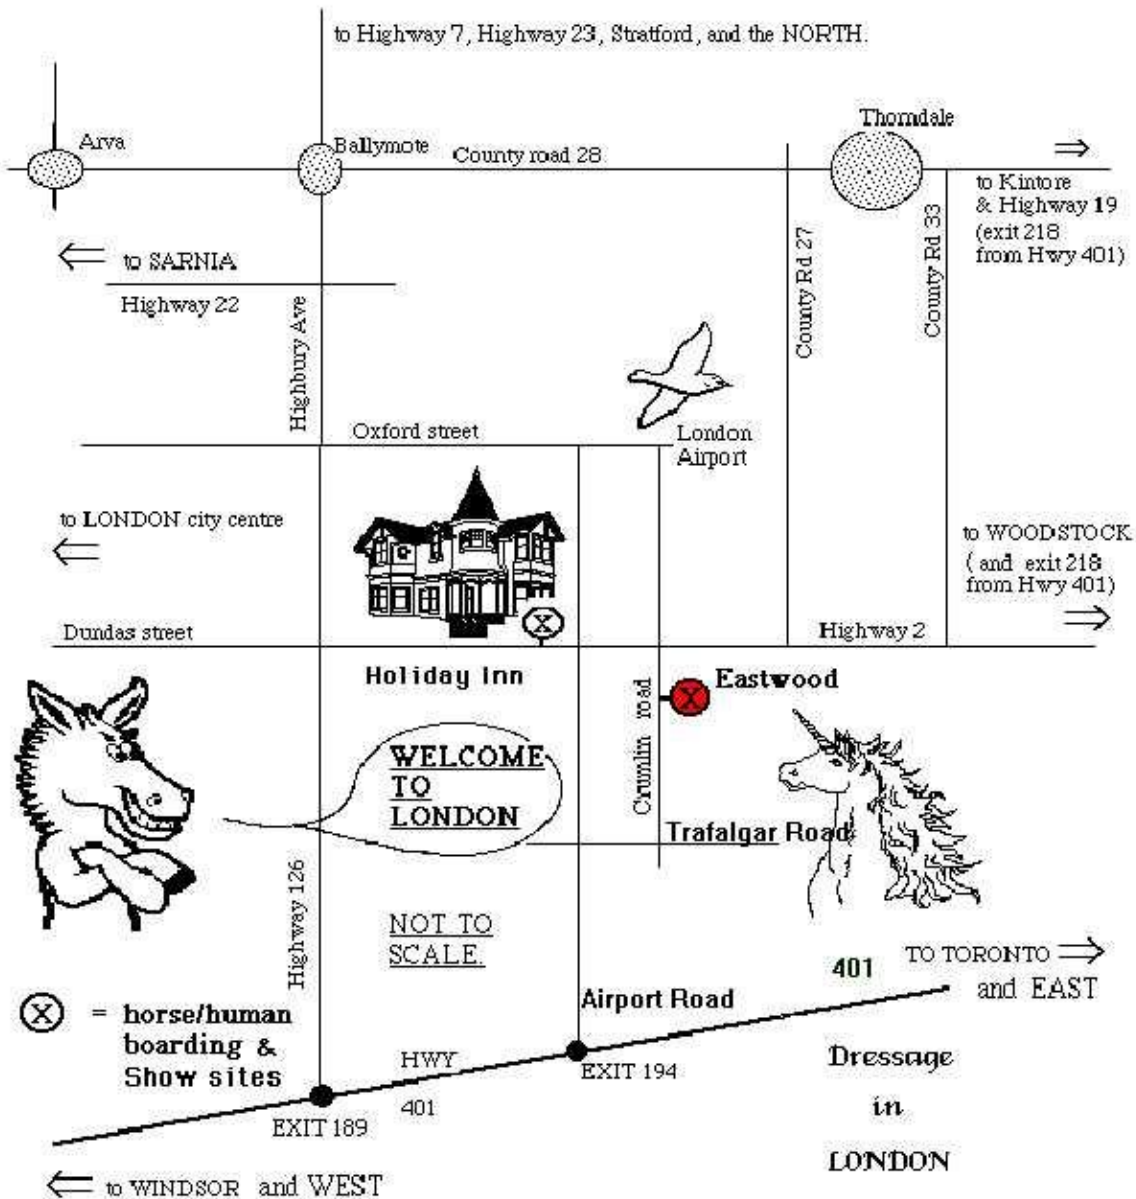 to Highway 7, Highway 23, Stratford, and the NORTH.
Arva
Ballymote
County road 28
Thorndale
to Kintore
& Highway 19
(exit 218
from Hwy 401)
to SARNIA
Highway 22
Highbury Ave
County Rd 27
County Rd 33
Oxford street
London
Airport
to LONDON city centre
to WOODSTOCK
(and exit 218
from Hwy 401)
Dundas street
X
Highway 2
Holiday Inn
Crumlin road
X
Eastwood
WELCOME
TO
LONDON
Trafalgar Road
Highway 126
NOT TO
SCALE.
401
TO TORONTO
and EAST
X
= horse/human
boarding &
Show sites
Airport Road
HWY
401
EXIT 194
EXIT 189
Dressage
in
LONDON
to WINDSOR and WEST